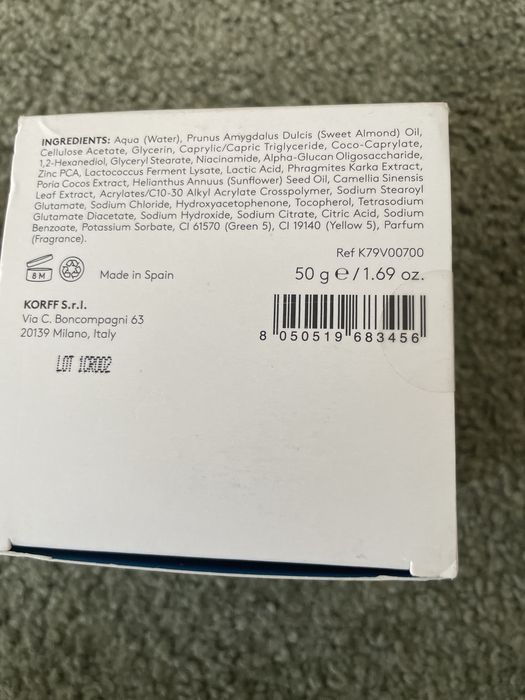 INGREDIENTS: Aqua (Water), Prunus Amygdalus Dulcis (Sweet Almond) Oil,
Cellulose Acetate, Glycerin, Caprylic/Capric Triglyceride, Coco-Caprylate,
1,2-Hexanediol, Glyceryl Stearate, Niacinamide, Alpha-Glucan Oligosaccharide,
Zinc PCA, Lactococcus Ferment Lysate, Lactic Acid, Phragmites Karka Extract,
Poria Cocos Extract, Helianthus Annuus (Sunflower) Seed Oil, Camellia Sinensis
Leaf Extract, Acrylates/C10-30 Alkyl Acrylate Crosspolymer, Sodium Stearoyl
Glutamate, Sodium Chloride, Hydroxyacetophenone, Tocopherol, Tetrasodium
Glutamate Diacetate, Sodium Hydroxide, Sodium Citrate, Citric Acid, Sodium
Benzoate, Potassium Sorbate, CI 61570 (Green 5), CI 19140 (Yellow 5), Parfum
(Fragrance).
Ref K79V00700
8 M
Made in Spain
50 g e / 1.69 oz.
KORFF S.r.l.
Via C. Boncompagni 63
20139 Milano, Italy
8 050519 683456
LOT 1CR002